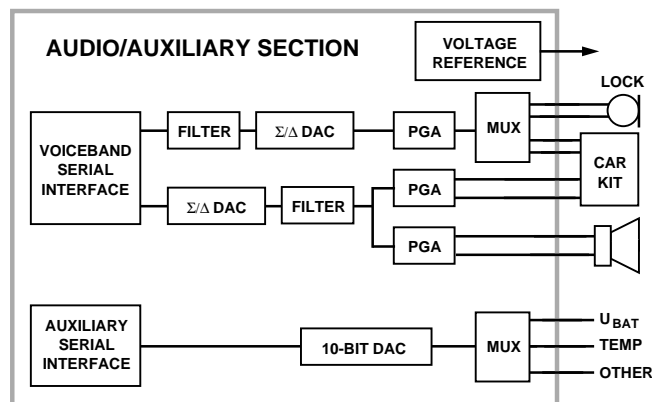 AUDIO/AUXILIARY SECTION
VOLTAGE
REFERENCE
LOCK
VOICEBAND
SERIAL
INTERFACE
FILTER
Σ/Δ DAC
PGA
MUX
CAR
KIT
Σ/Δ DAC
FILTER
PGA
PGA
AUXILIARY
SERIAL
INTERFACE
10-BIT DAC
MUX
UBAT
TEMP
OTHER